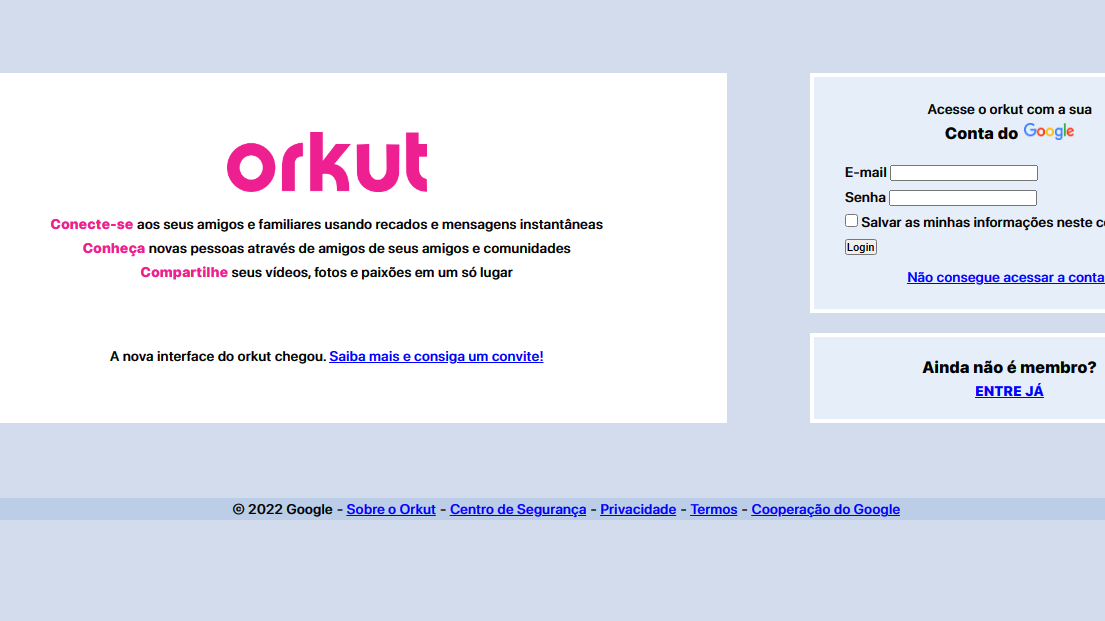 orkut
Conecte-se aos seus amigos e familiares usando recados e mensagens instantâneas
Conheça novas pessoas através de amigos de seus amigos e comunidades
Compartilhe seus vídeos, fotos e paixões em um só lugar
A nova interface do orkut chegou. Saiba mais e consiga um convite!
Acesse o orkut com a sua
Conta do Google
E-mail
Senha
Salvar as minhas informações neste
Login
Não consegue acessar a conta
Ainda não é membro?
ENTRE JÁ
© 2022 Google - Sobre o Orkut - Centro de Segurança - Privacidade - Termos - Cooperação do Google